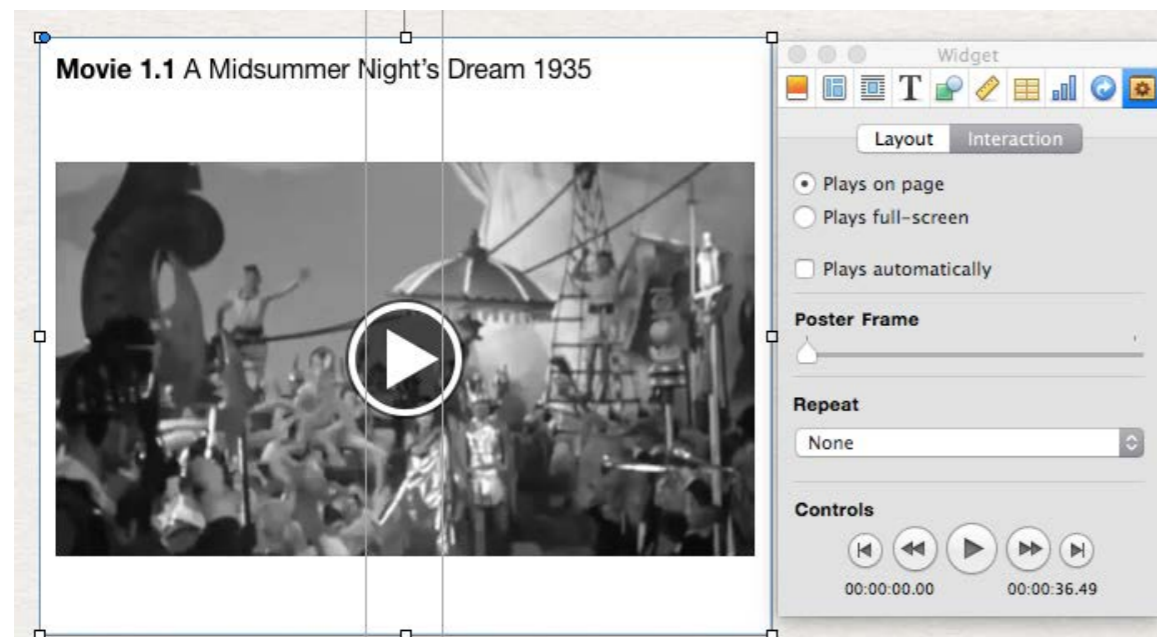 Movie 1.1 A Midsummer Night's Dream 1935
Widget
T
Layout Interaction
Plays on page
Plays full-screen
Plays automatically
Poster Frame
Repeat
None
Controls
00:00:00.00 00:00:36.49